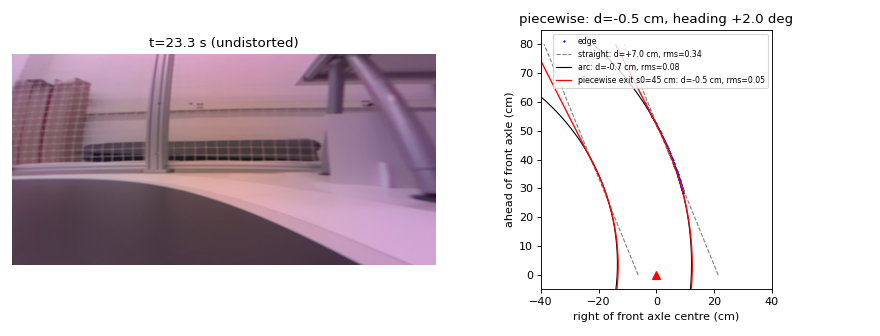 t=23.3 s (undistorted)
piecewise: d=-0.5 cm, heading +2.0 deg
edge
straight: d=+7.0 cm, rms=0.34
arc: d=-0.7 cm, rms=0.08
piecewise exit s0=45 cm: d=-0.5 cm, rms=0.05
80
70
60
50
40
30
20
10
0
ahead of front axle (cm)
−40 −20 0 20 40
right of front axle centre (cm)